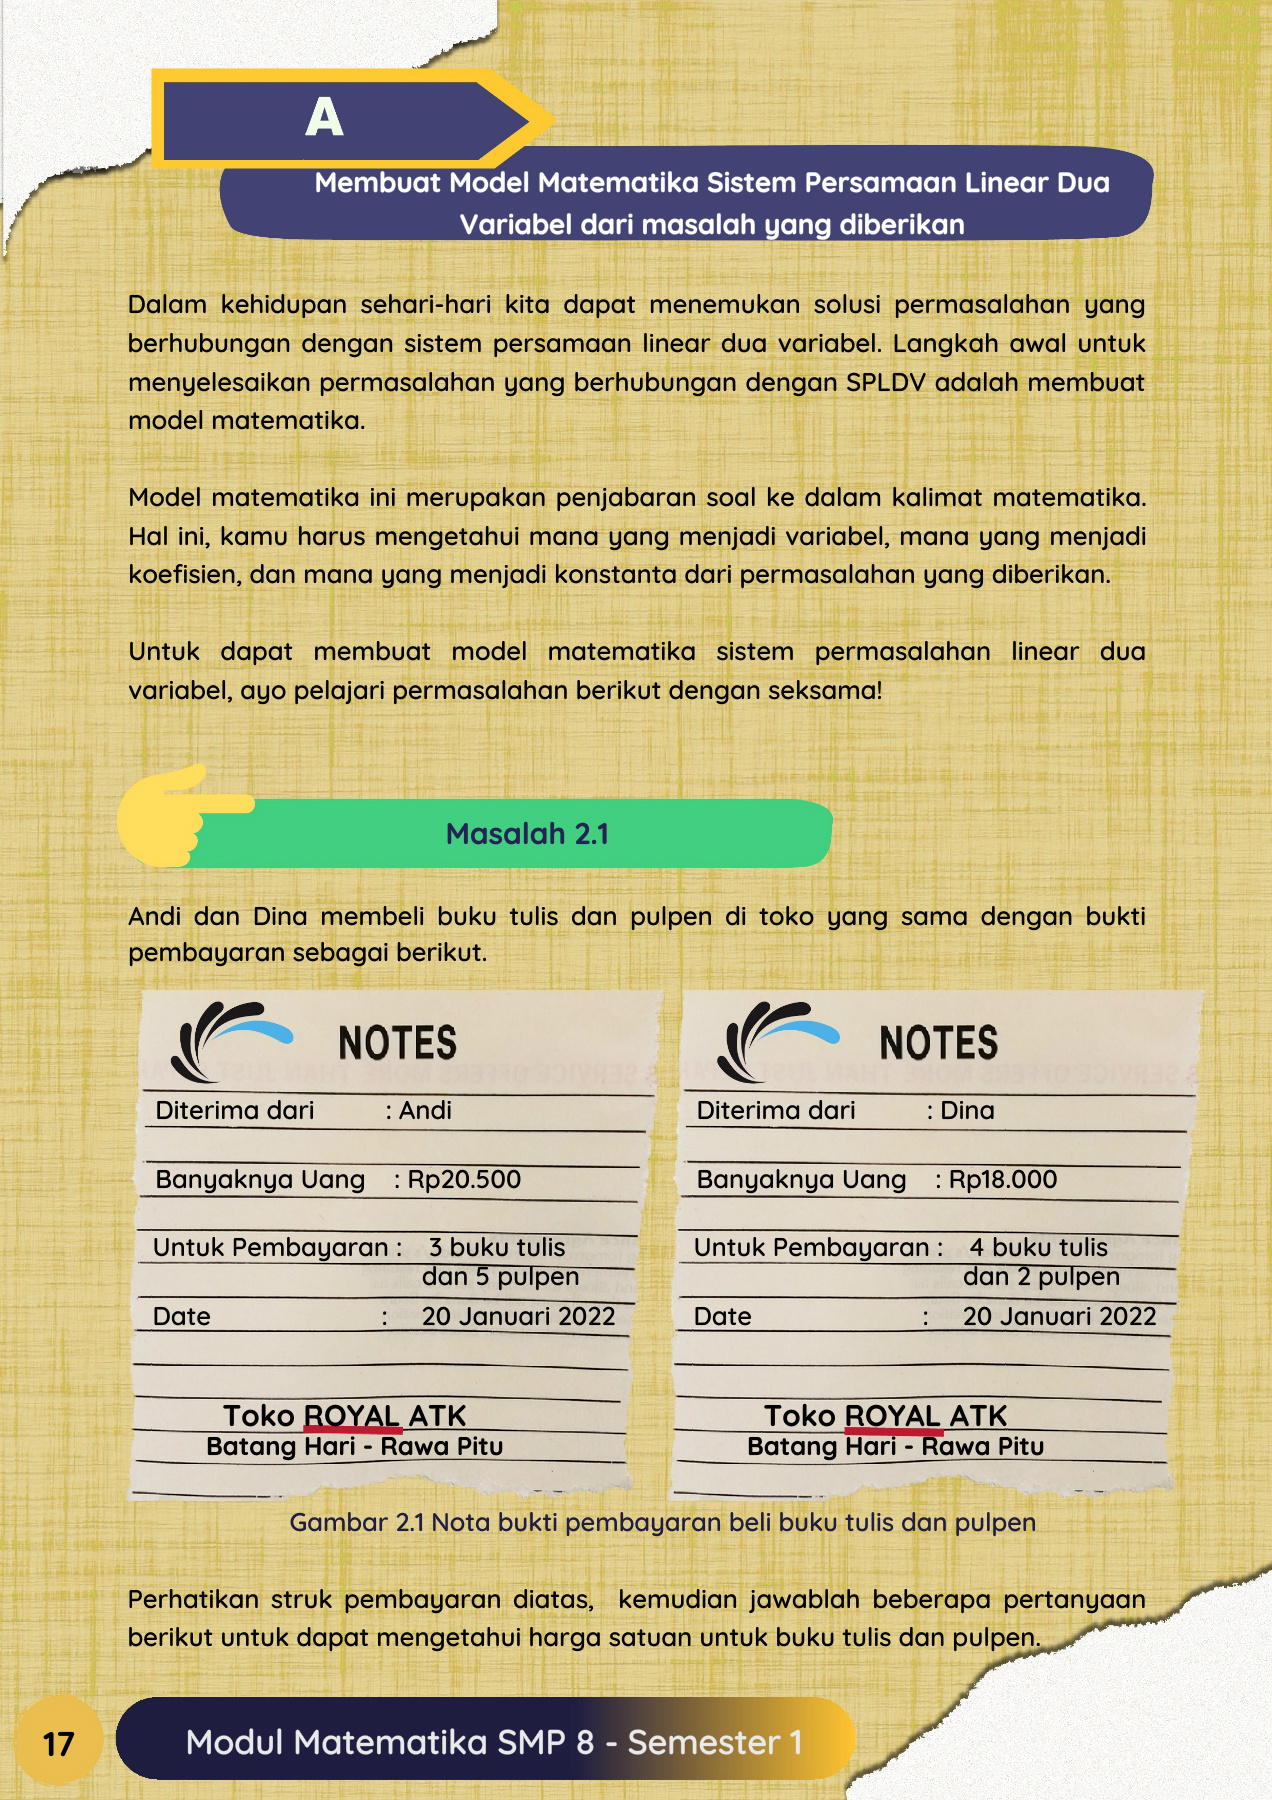 A
Membuat Model Matematika Sistem Persamaan Linear Dua
Variabel dari masalah yang diberikan
Dalam kehidupan sehari-hari kita dapat menemukan solusi permasalahan yang
berhubungan dengan sistem persamaan linear dua variabel. Langkah awal untuk
menyelesaikan permasalahan yang berhubungan dengan SPLDV adalah membuat
model matematika.
Model matematika ini merupakan penjabaran soal ke dalam kalimat matematika.
Hal ini, kamu harus mengetahui mana yang menjadi variabel, mana yang menjadi
koefisien, dan mana yang menjadi konstanta dari permasalahan yang diberikan.
Untuk dapat membuat model matematika sistem permasalahan linear dua
variabel, ayo pelajari permasalahan berikut dengan seksama!
Masalah 2.1
Andi dan Dina membeli buku tulis dan pulpen di toko yang sama dengan bukti
pembayaran sebagai berikut.
NOTES
Diterima dari : Andi
Banyaknya Uang : Rp20.500
Untuk Pembayaran : 3 buku tulis
dan 5 pulpen
Date : 20 Januari 2022
Toko ROYAL ATK
Batang Hari - Rawa Pitu
NOTES
Diterima dari : Dina
Banyaknya Uang : Rp18.000
Untuk Pembayaran : 4 buku tulis
dan 2 pulpen
Date : 20 Januari 2022
Toko ROYAL ATK
Batang Hari - Rawa Pitu
Gambar 2.1 Nota bukti pembayaran beli buku tulis dan pulpen
Perhatikan struk pembayaran diatas, kemudian jawablah beberapa pertanyaan
berikut untuk dapat mengetahui harga satuan untuk buku tulis dan pulpen.
17
Modul Matematika SMP 8 - Semester 1